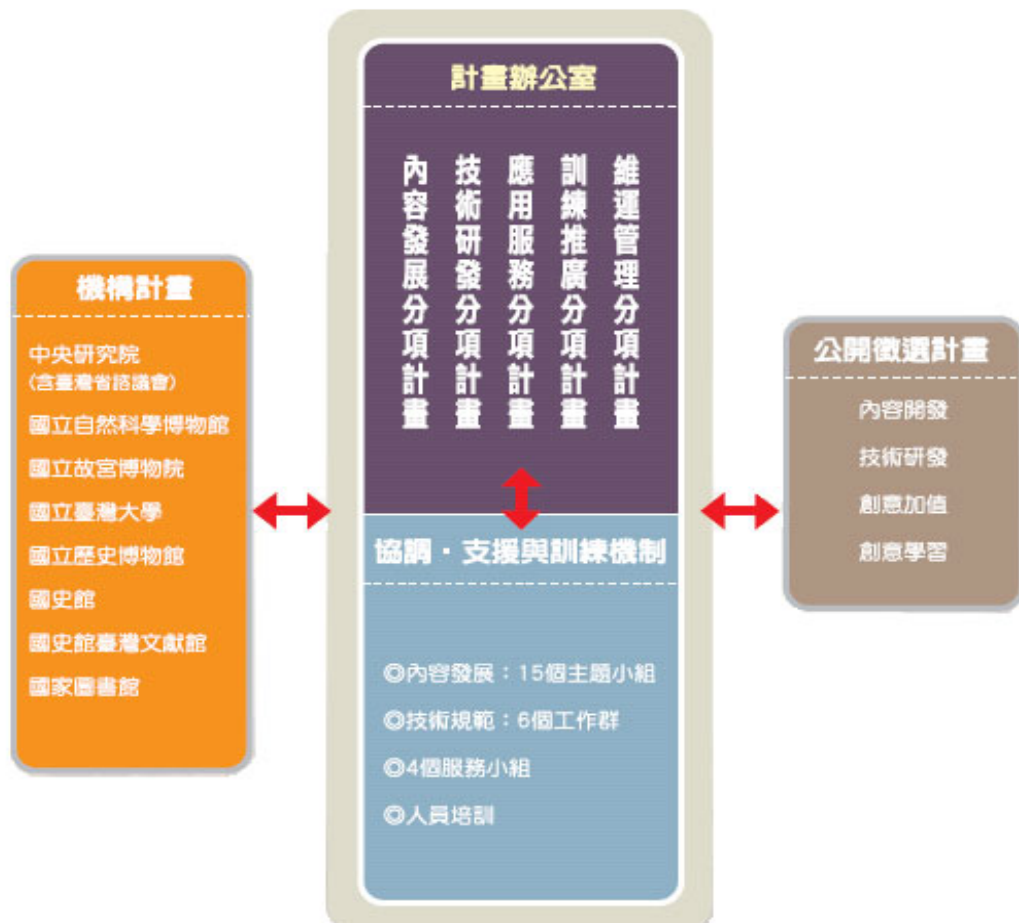 計畫辦公室
內容發展分項計畫
技術研發分項計畫
應用服務分項計畫
訓練推廣分項計畫
維運管理分項計畫
協調・支援與訓練機制
◎內容發展：15個主題小組
◎技術規範：6個工作群
◎4個服務小組
◎人員培訓
機構計畫
中央研究院
(含臺灣省諮議會)
國立自然科學博物館
國立故宮博物院
國立臺灣大學
國立歷史博物館
國史館
國史館臺灣文獻館
國家圖書館
公開徵選計畫
內容開發
技術研發
創意加值
創意學習